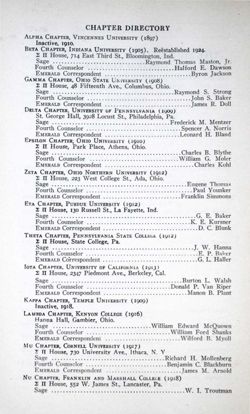 CHAPTER DIRECTORY
ALPHA CHAPTER, VINCENNES UNIVERSITY (1897)
Inactive, 1910.
BETA CHAPTER, INDIANA UNIVERSITY (1905). Reëstablished 1924.
Σ Π House, 714 East Third St., Bloomington, Ind.
Sage ........ Raymond Thomas Maston, Jr.
Fourth Counselor ........ Halford E. Dawson
Emerald Correspondent ........ Byron Jackson
GAMMA CHAPTER, OHIO STATE UNIVERSITY (1908)
Σ Π House, 48 Fifteenth Ave., Columbus, Ohio.
Sage ........ Raymond S. Strong
Fourth Counselor ........ John S. Baker
Emerald Correspondent ........ James R. Doll
DELTA CHAPTER, UNIVERSITY OF PENNSYLVANIA (1909)
St. George Hall, 3908 Locust St., Philadelphia, Pa.
Sage ........ Frederick M. Mentzer
Fourth Counselor ........ Spencer A. Norris
Emerald Correspondent ........ Leonard H. Bland
EPSILON CHAPTER, OHIO UNIVERSITY (1910)
Σ Π House, Park Place, Athens, Ohio.
Sage ........ Charles B. Blythe
Fourth Counselor ........ William G. Moler
Emerald Correspondent ........ Charles Kohl
ZETA CHAPTER, OHIO NORTHERN UNIVERSITY (1912)
Σ Π House, 223 West College St., Ada, Ohio.
Sage ........ Eugene Thomas
Fourth Counselor ........ Paul Yunker
Emerald Correspondent ........ Franklin Simmons
ETA CHAPTER, PURDUE UNIVERSITY (1912)
Σ Π House, 130 Russell St., La Fayette, Ind.
Sage ........ G. E. Baker
Fourth Counselor ........ K. E. Kursner
Emerald Correspondent ........ D. C. Blunk
THETA CHAPTER, PENNSYLVANIA STATE COLLEGE (1912)
Σ Π House, State College, Pa.
Sage ........ J. W. Hanna
Fourth Counselor ........ E. P. Baker
Emerald Correspondent ........ G. L. Haller
IOTA CHAPTER, UNIVERSITY OF CALIFORNIA (1913)
Σ Π House, 2347 Piedmont Ave., Berkeley, Cal.
Sage ........ Burton L. Walsh
Fourth Counselor ........ Donald P. Van Riper
Emerald Correspondent ........ Manon B. Plant
KAPPA CHAPTER, TEMPLE UNIVERSITY (1909)
Inactive, 1918.
LAMBDA CHAPTER, KENYON COLLEGE (1916)
Hanna Hall, Gambier, Ohio.
Sage ........ William Edward McQuown
Fourth Counselor ........ William Ford Shanks
Emerald Correspondent ........ Wilford B. Myoll
MU CHAPTER, CORNELL UNIVERSITY (1917)
Σ Π House, 730 University Ave., Ithaca, N. Y
Sage ........ Richard H. Mollenberg
Fourth Counselor ........ Benjamin C. Blackburn
Emerald Correspondent ........ James M. Arnold
NU CHAPTER, FRANKLIN AND MARSHALL COLLEGE (1918)
Σ Π House, 552 W. James St., Lancaster, Pa.
Sage ........ W. I. Troutman